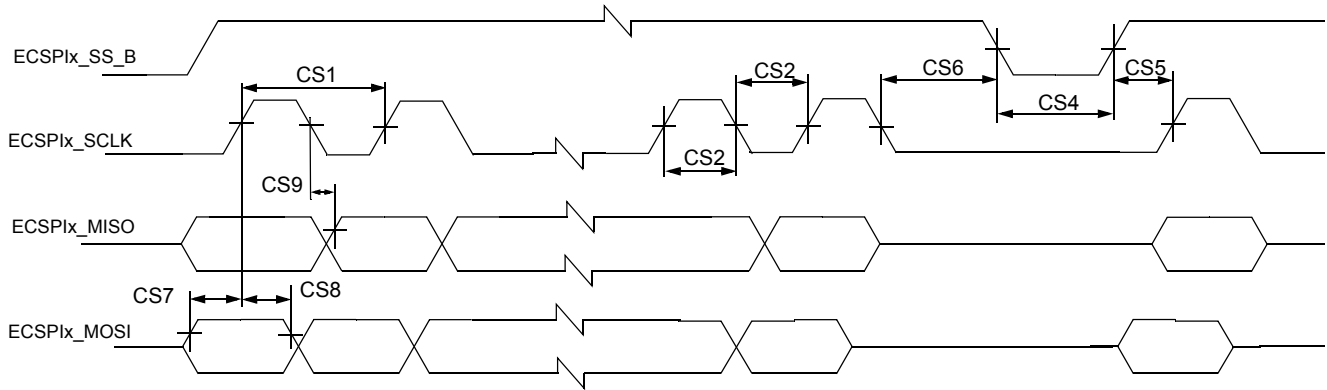 ECSPIx_SS_B
CS1
CS2
CS6
CS5
CS4
ECSPIx_SCLK
CS2
CS9
ECSPIx_MISO
CS7
CS8
ECSPIx_MOSI